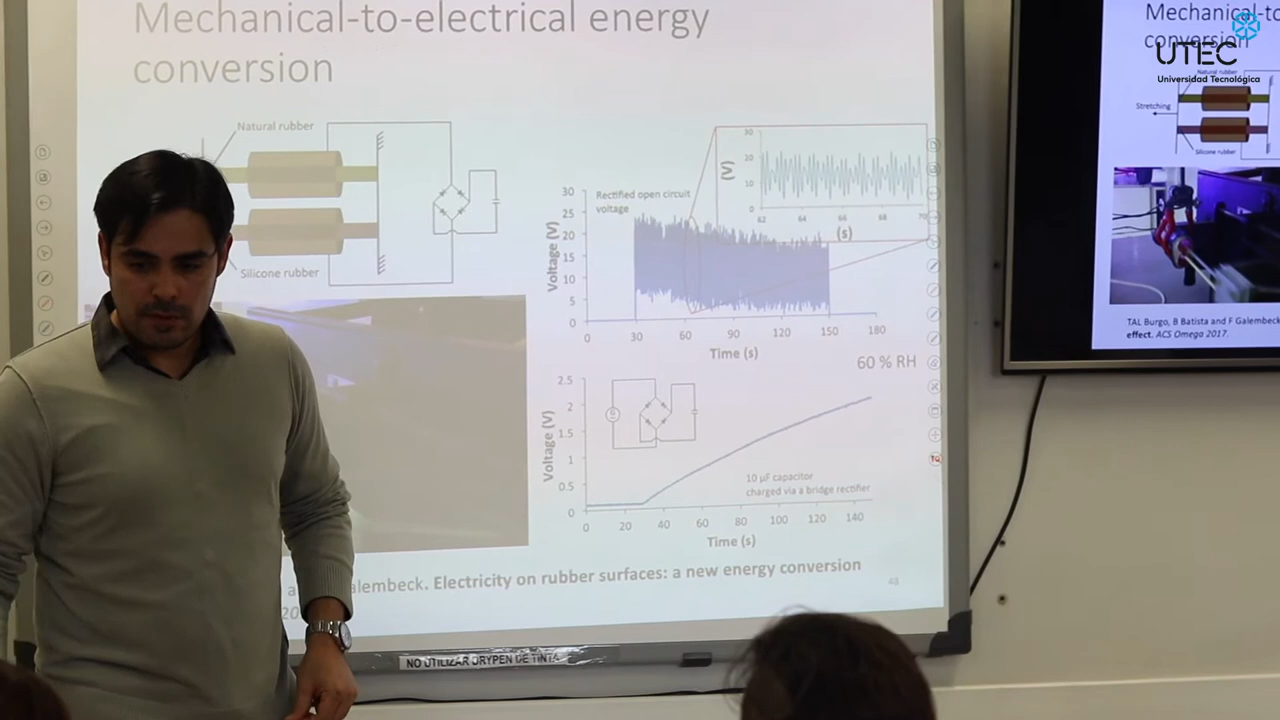 Mechanical-to-electrical energy
conversion
Natural rubber
Silicone rubber
Rectified open circuit
voltage
Voltage (V)
30
25
20
15
10
5
0
0 30 60 90 120 150 180
Time (s)
(V)
30
20
10
0
62 64 66 68 70
(s)
60 % RH
Voltage (V)
2.5
2
1.5
1
0.5
0
10 µF capacitor
charged via a bridge rectifier
0 20 40 60 80 100 120 140
Time (s)
a
alembeck. Electricity on rubber surfaces: a new energy conversion
20
48
NO UTILIZAR DRYPEN DE TINTA
Mechanical-to
conversion
UTEC
Universidad Tecnológica
Natural rubber
Stretching
Silicone rubber
TAL Burgo, B Batista and F Galembeck
effect. ACS Omega 2017.